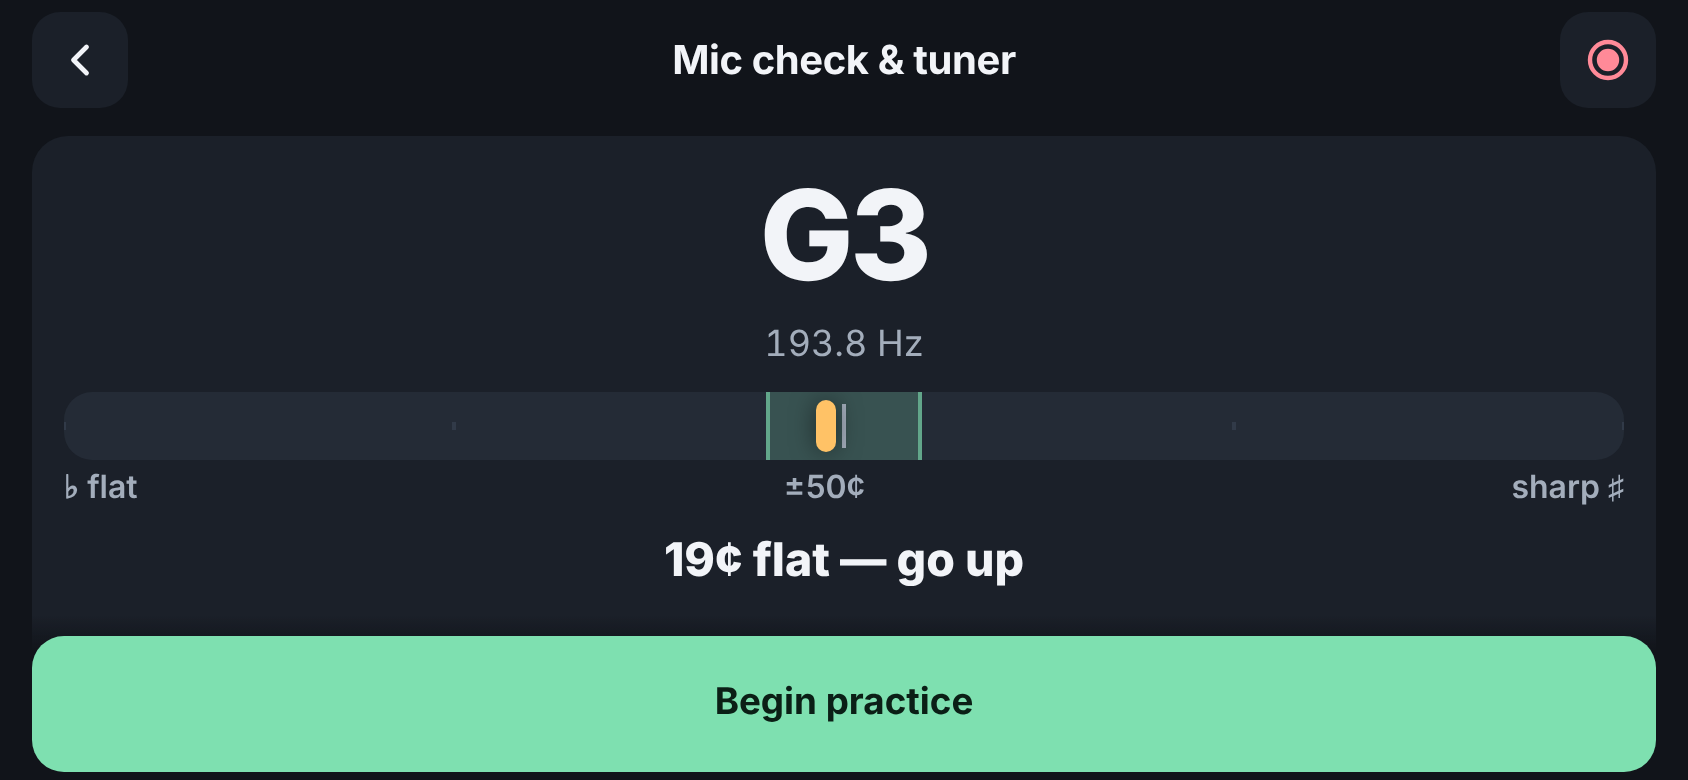 Mic check & tuner
G3
193.8 Hz
♭ flat ±50¢ sharp ♯
19¢ flat — go up
Begin practice